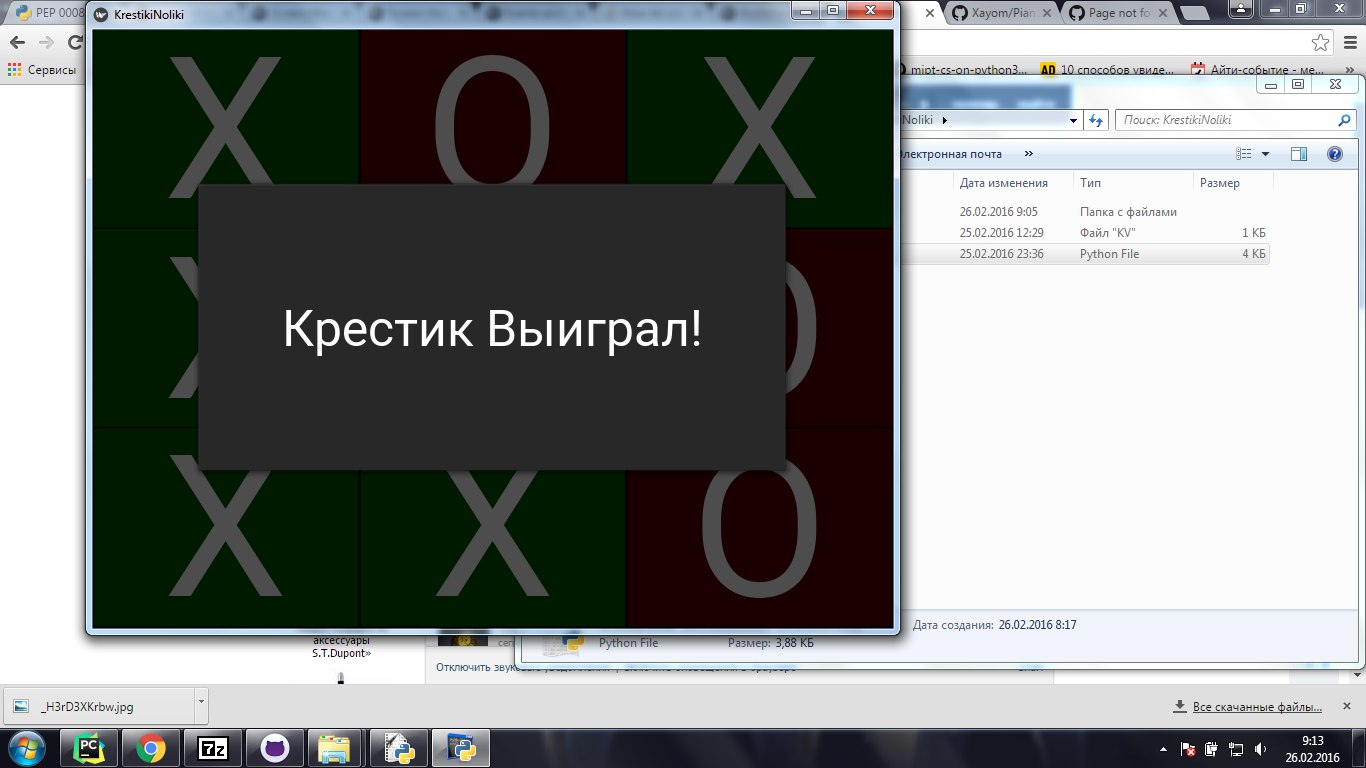 PEP 0008
KrestikiNoliki
Xayom/Pian
Page not fo
Сервисы
mipt-cs-on-python3...
AD
10 способов увиде...
Айти-событие - ме...
»
Noliki
Поиск: KrestikiNoliki
электронная почта »
Дата изменения Тип Размер
26.02.2016 9:05 Папка с файлами
25.02.2016 12:29 Файл "KV" 1 КБ
25.02.2016 23:36 Python File 4 КБ
X O X
X O
Крестик Выиграл!
X X O
Дата создания: 26.02.2016 8:17
Python File Размер: 3,88 КБ
аксессуары
S.T.Dupont»
сег
_H3rD3XKrbw.jpg
Все скачанные файлы...
PC
7z
9:13
26.02.2016